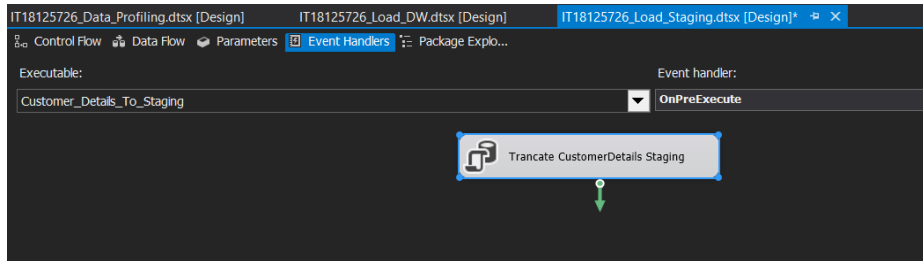 IT18125726_Data_Profiling.dtsx [Design] IT18125726_Load_DW.dtsx [Design] IT18125726_Load_Staging.dtsx [Design]*
Control Flow Data Flow Parameters Event Handlers Package Explo...
Executable: Event handler:
Customer_Details_To_Staging OnPreExecute
Trancate CustomerDetails Staging